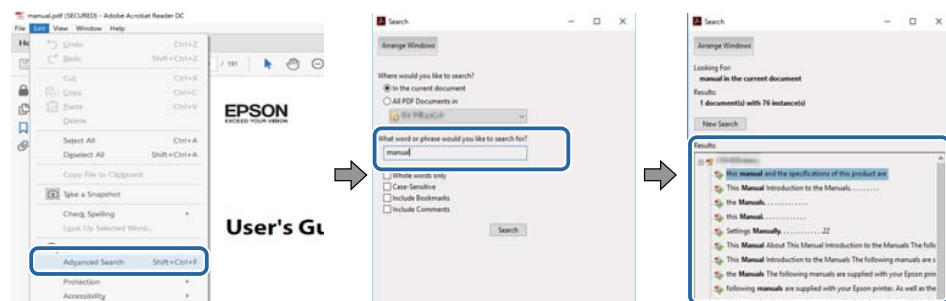 manual.pdf (SECURED) - Adobe Acrobat Reader DC
File Edit View Window Help
Undo Ctrl+Z
Redo Shift+Ctrl+Z
Cut Ctrl+X
Copy Ctrl+C
Paste Ctrl+V
Delete
Select All Ctrl+A
Deselect All Shift+Ctrl+A
Copy File to Clipboard
Take a Snapshot
Check Spelling
Look Up Selected Word...
Advanced Search Shift+Ctrl+F
Protection
Accessibility
/ 191
EPSON
EXCEED YOUR VISION
User's Gu
Search
Arrange Windows
Where would you like to search?
In the current document
All PDF Documents in
What word or phrase would you like to search for?
manual
Whole words only
Case-Sensitive
Include Bookmarks
Include Comments
Search
Search
Arrange Windows
Looking For:
manual in the current document
Results:
1 document(s) with 76 instance(s)
New Search
Results:
this manual and the specifications of this product are
This Manual Introduction to the Manuals. . . . . . . . .
the Manuals. . . . . . . . . . . . .
this Manual. . . . . . . . . . . . .
Settings Manually. . . . . . . . . . . . .22
This Manual About This Manual Introduction to the Manuals The follo
This Manual Introduction to the Manuals The following manuals are s
the Manuals The following manuals are supplied with your Epson prin
following manuals are supplied with your Epson printer. As well as the